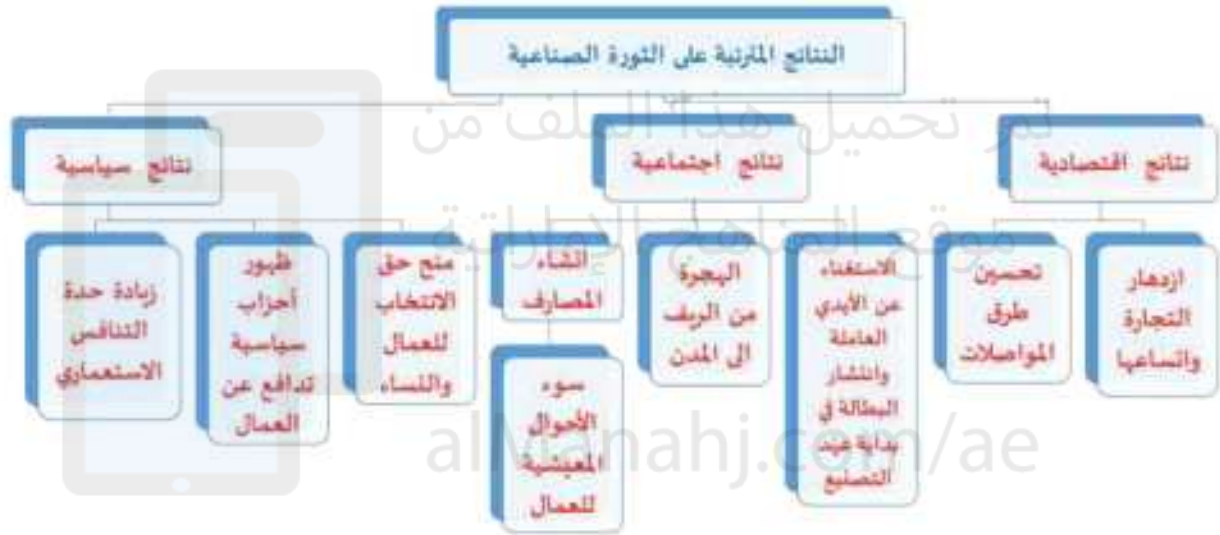 النتائج المترتبة على الثورة الصناعية
تم تحميل هذا الملف من
نتائج اقتصادية
نتائج اجتماعية
نتائج سياسية
موقع المناهج الإماراتية
ازدهار
التجارة
واتساعها
تحسين
طرق
المواصلات
الاستغناء
عن الأيدي
العاملة
وانتشار
البطالة في
بداية عهد
التصنيع
الهجرة
من الريف
الى المدن
انشاء
المصارف
سوء
الأحوال
المعيشية
للعمال
منح حق
الانتخاب
للعمال
والنساء
ظهور
أحزاب
سياسية
تدافع عن
العمال
زيادة حدة
التنافس
الاستعماري
alManahj.com/ae